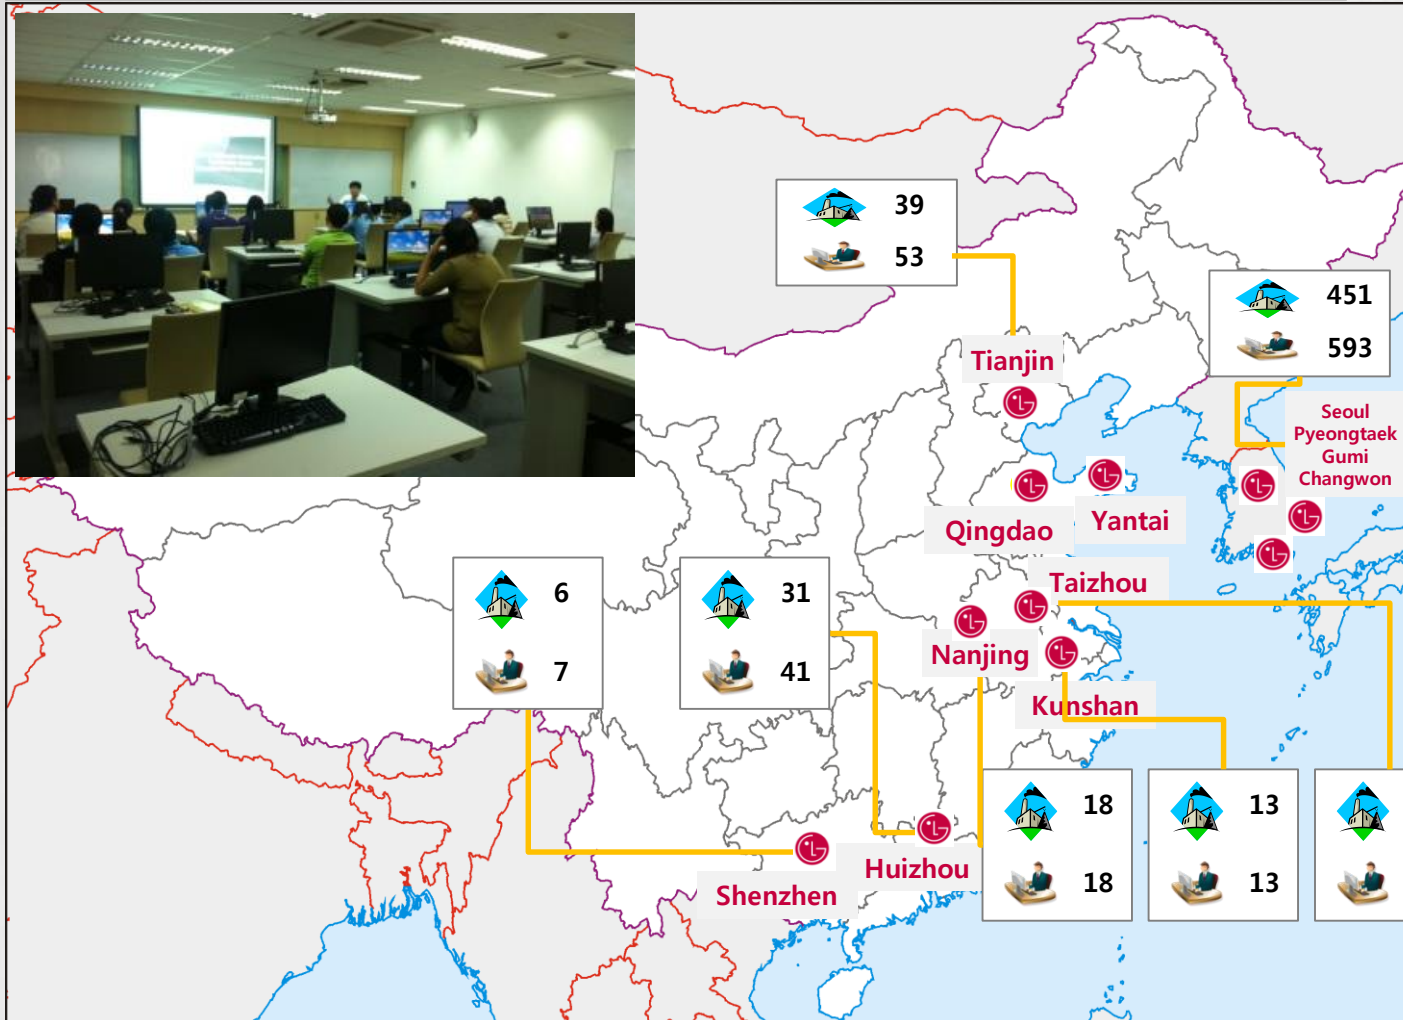 39
53
451
593
Tianjin
Seoul
Pyeongtaek
Gumi
Changwon
Qingdao
Yantai
Taizhou
Nanjing
Kunshan
6
7
31
41
18
18
13
13
Huizhou
Shenzhen